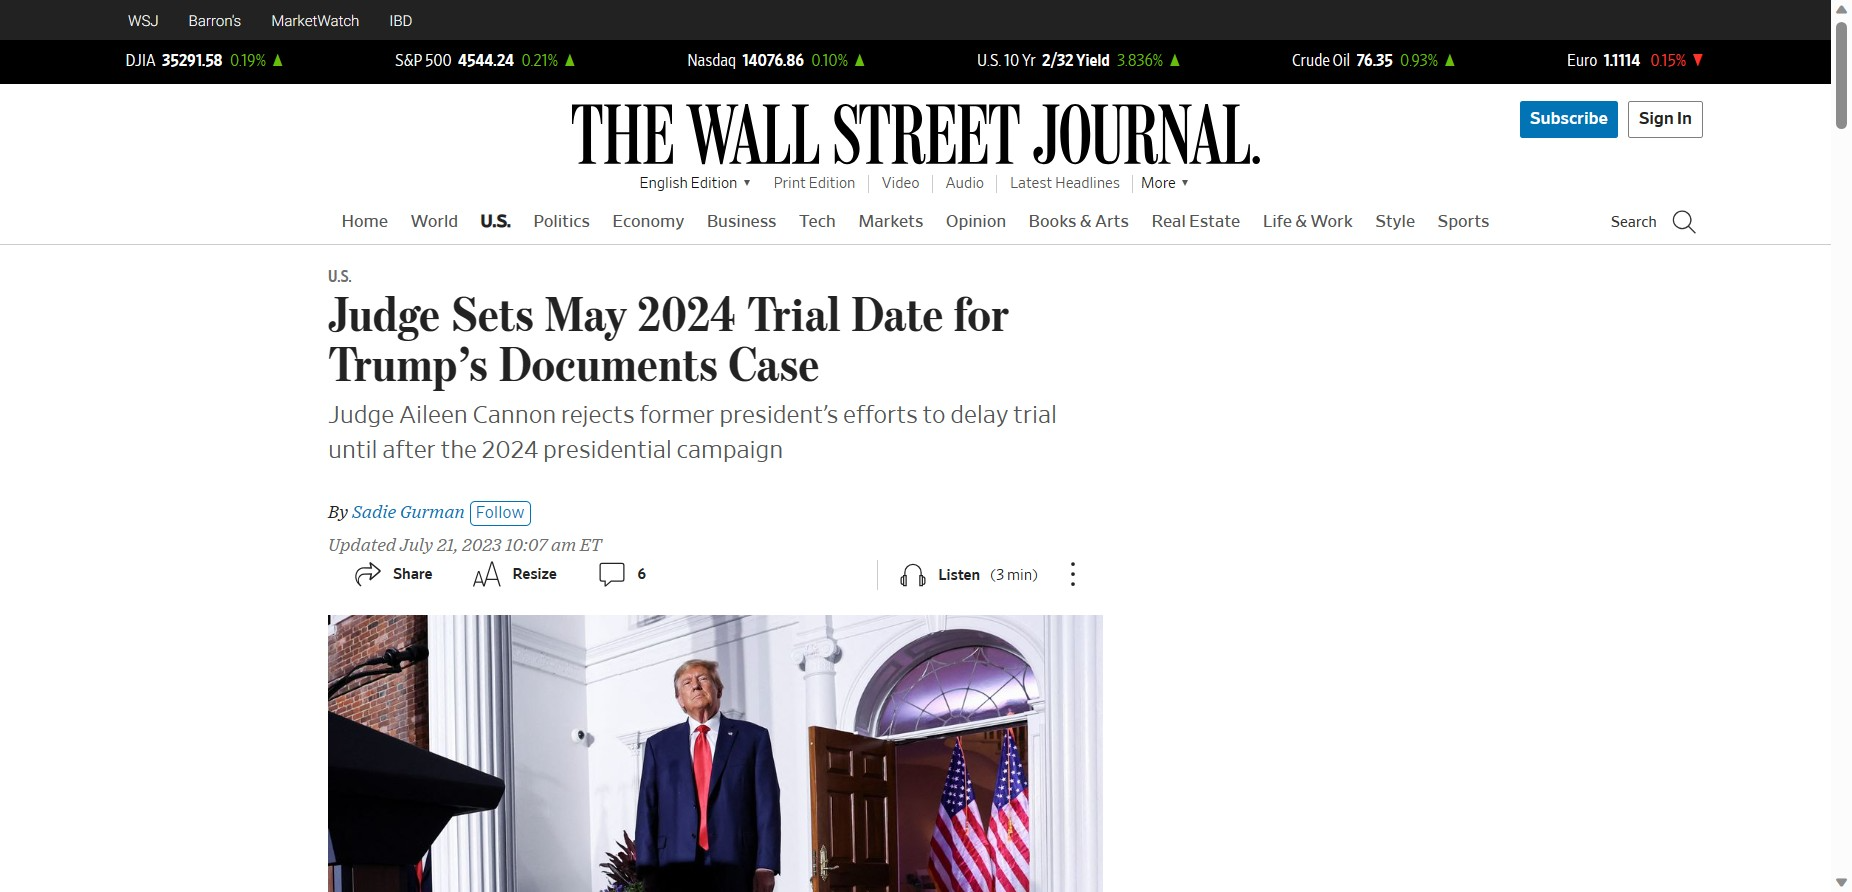 WSJ Barron's MarketWatch IBD
DJIA 35291.58 0.19% ▲ S&P 500 4544.24 0.21% ▲ Nasdaq 14076.86 0.10% ▲ U.S. 10 Yr 2/32 Yield 3.836% ▲ Crude Oil 76.35 0.93% ▲ Euro 1.1114 0.15% ▼
THE WALL STREET JOURNAL.
Subscribe Sign In
English Edition ▼ Print Edition Video Audio Latest Headlines More ▼
Home World U.S. Politics Economy Business Tech Markets Opinion Books & Arts Real Estate Life & Work Style Sports Search
U.S.
Judge Sets May 2024 Trial Date for
Trump’s Documents Case
Judge Aileen Cannon rejects former president’s efforts to delay trial
until after the 2024 presidential campaign
By Sadie Gurman Follow
Updated July 21, 2023 10:07 am ET
Share Resize 6 Listen (3 min)